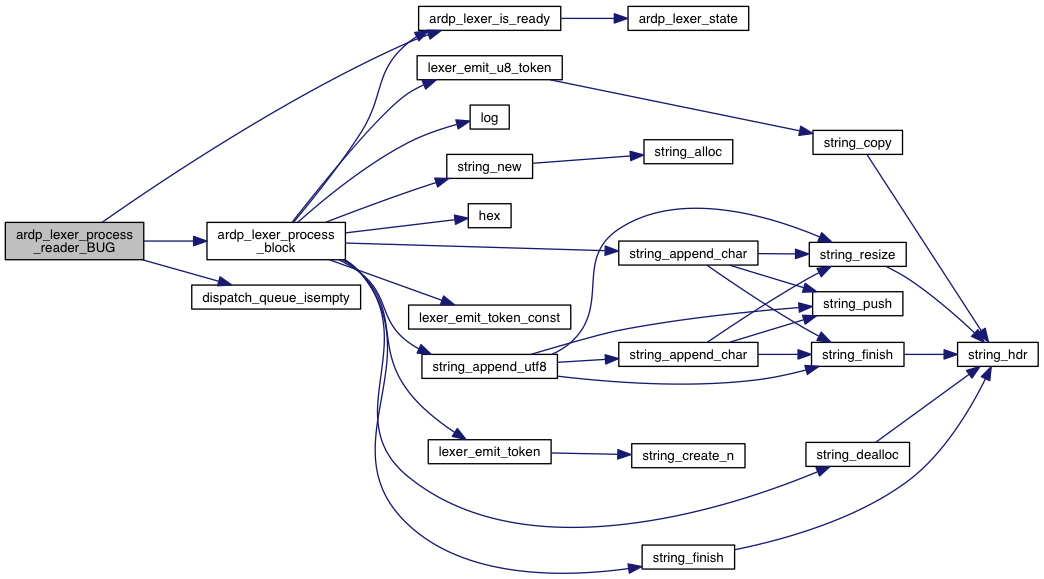 ardp_lexer_process
_reader_BUG
ardp_lexer_process
_block
dispatch_queue_isempty
ardp_lexer_is_ready
ardp_lexer_state
lexer_emit_u8_token
log
string_new
string_alloc
hex
string_append_char
lexer_emit_token_const
string_append_utf8
string_append_char
lexer_emit_token
string_create_n
string_finish
string_copy
string_resize
string_push
string_finish
string_dealloc
string_hdr